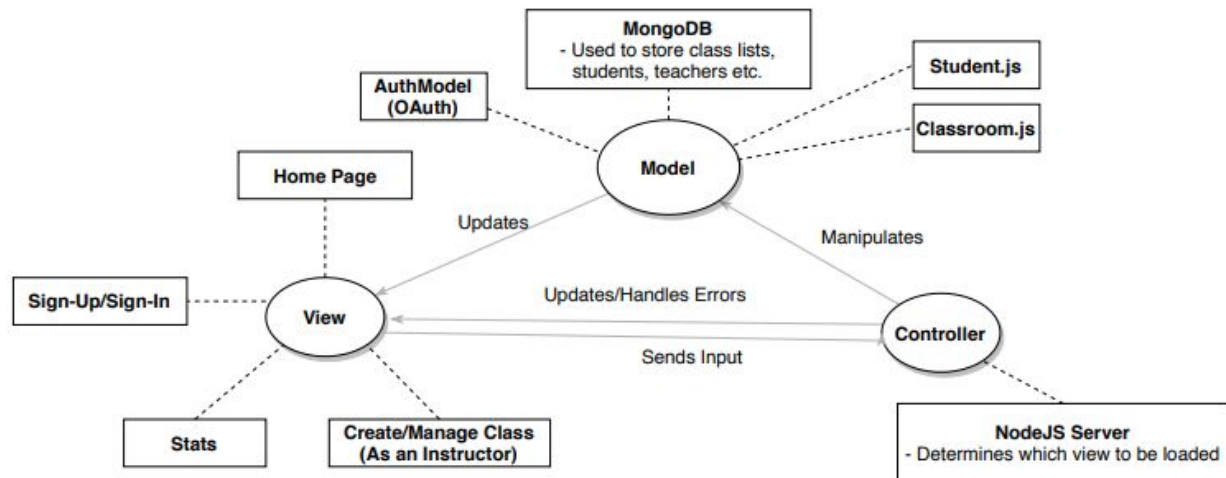 MongoDB
- Used to store class lists,
students, teachers etc.
Student.js
AuthModel
(OAuth)
Classroom.js
Model
Home Page
Updates
Manipulates
Sign-Up/Sign-In
Updates/Handles Errors
View
Controller
Sends Input
Stats
Create/Manage Class
(As an Instructor)
NodeJS Server
- Determines which view to be loaded